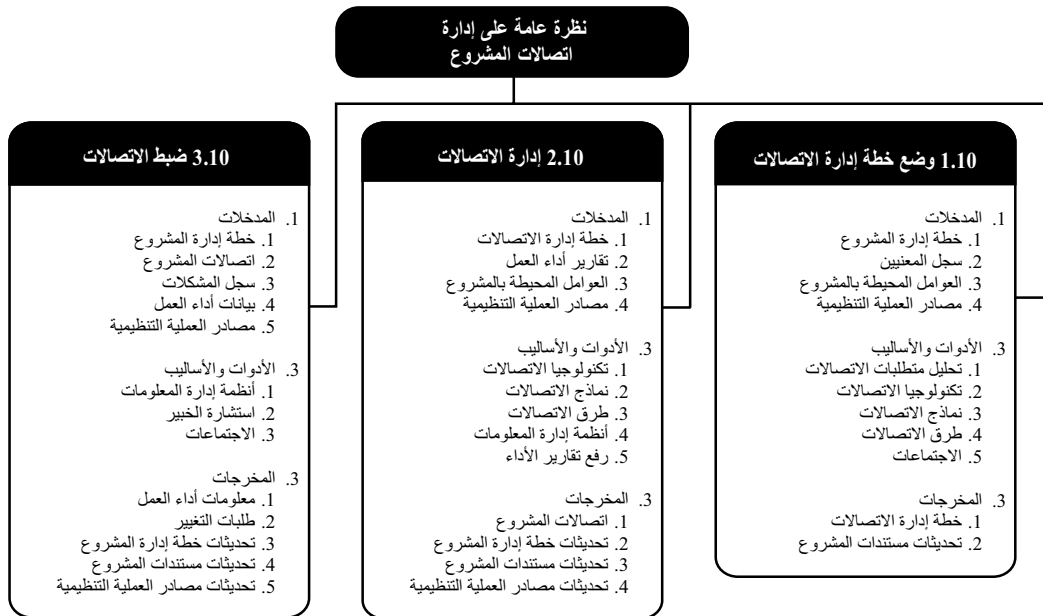 نظرة عامة على إدارة
اتصالات المشروع
1.10 وضع خطة إدارة الاتصالات
1. المدخلات
1. خطة إدارة المشروع
2. سجل المعنيين
3. العوامل المحيطة بالمشروع
4. مصادر العملية التنظيمية
3. الأدوات والأساليب
1. تحليل متطلبات الاتصالات
2. تكنولوجيا الاتصالات
3. نماذج الاتصالات
4. طرق الاتصالات
5. الاجتماعات
3. المخرجات
1. خطة إدارة الاتصالات
2. تحديثات مستندات المشروع
2.10 إدارة الاتصالات
1. المدخلات
1. خطة إدارة الاتصالات
2. تقارير أداء العمل
3. العوامل المحيطة بالمشروع
4. مصادر العملية التنظيمية
3. الأدوات والأساليب
1. تكنولوجيا الاتصالات
2. نماذج الاتصالات
3. طرق الاتصالات
4. أنظمة إدارة المعلومات
5. رفع تقارير الأداء
3. المخرجات
1. اتصالات المشروع
2. تحديثات خطة إدارة المشروع
3. تحديثات مستندات المشروع
4. تحديثات مصادر العملية التنظيمية
3.10 ضبط الاتصالات
1. المدخلات
1. خطة إدارة المشروع
2. اتصالات المشروع
3. سجل المشكلات
4. بيانات أداء العمل
5. مصادر العملية التنظيمية
3. الأدوات والأساليب
1. أنظمة إدارة المعلومات
2. استشارة الخبير
3. الاجتماعات
3. المخرجات
1. معلومات أداء العمل
2. طلبات التغيير
3. تحديثات خطة إدارة المشروع
4. تحديثات مستندات المشروع
5. تحديثات مصادر العملية التنظيمية